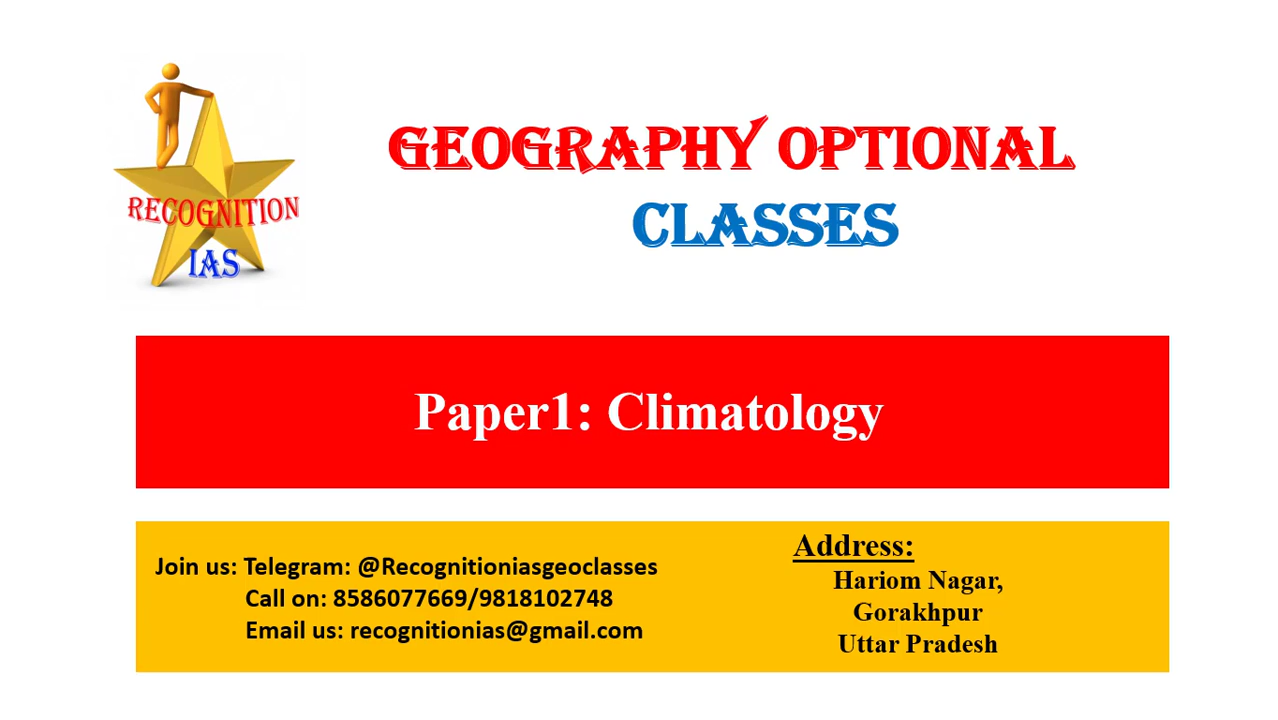 RECOGNITION
IAS
GEOGRAPHY OPTIONAL
CLASSES
Paper1: Climatology
Join us: Telegram: @Recognitioniasgeoclasses
Call on: 8586077669/9818102748
Email us: recognitionias@gmail.com
Address:
Hariom Nagar,
Gorakhpur
Uttar Pradesh